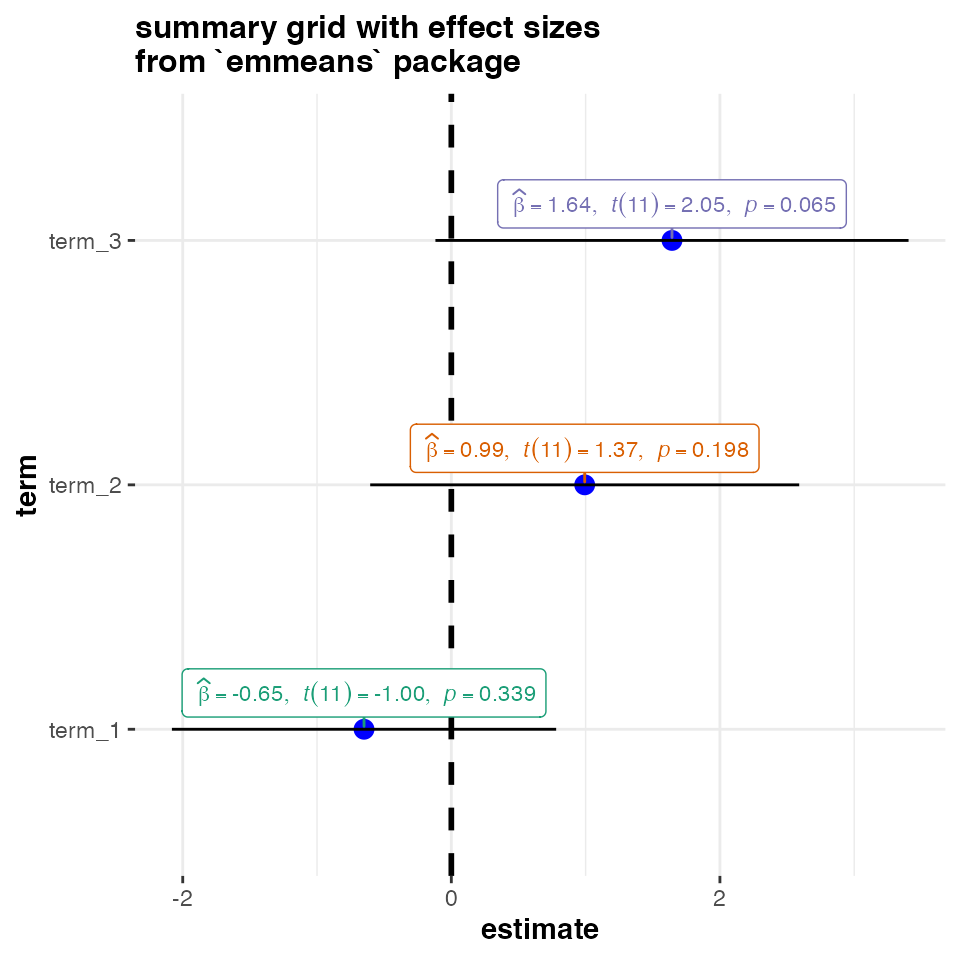 summary grid with effect sizes
from `emmeans` package
term
term_3
β̂ = 1.64, t(11) = 2.05, p = 0.065
term_2
β̂ = 0.99, t(11) = 1.37, p = 0.198
term_1
β̂ = -0.65, t(11) = -1.00, p = 0.339
-2 0 2
estimate